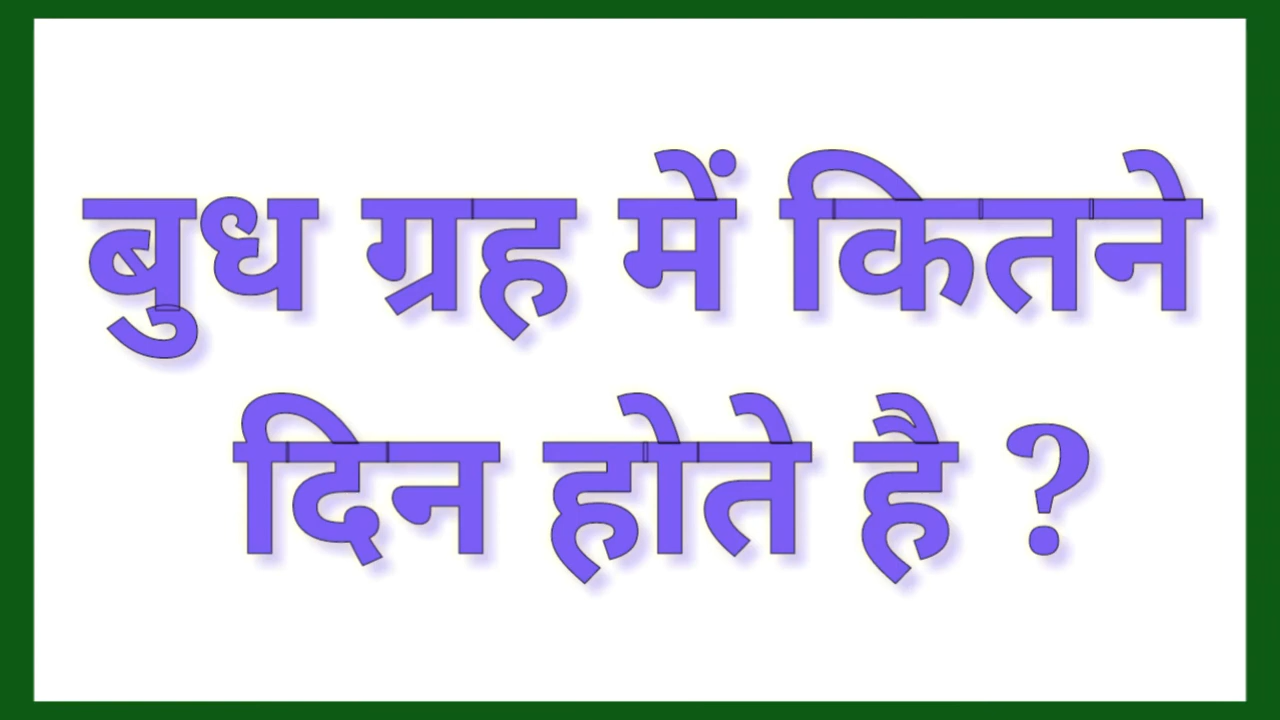 बुध ग्रह में कितने
दिन होते है ?